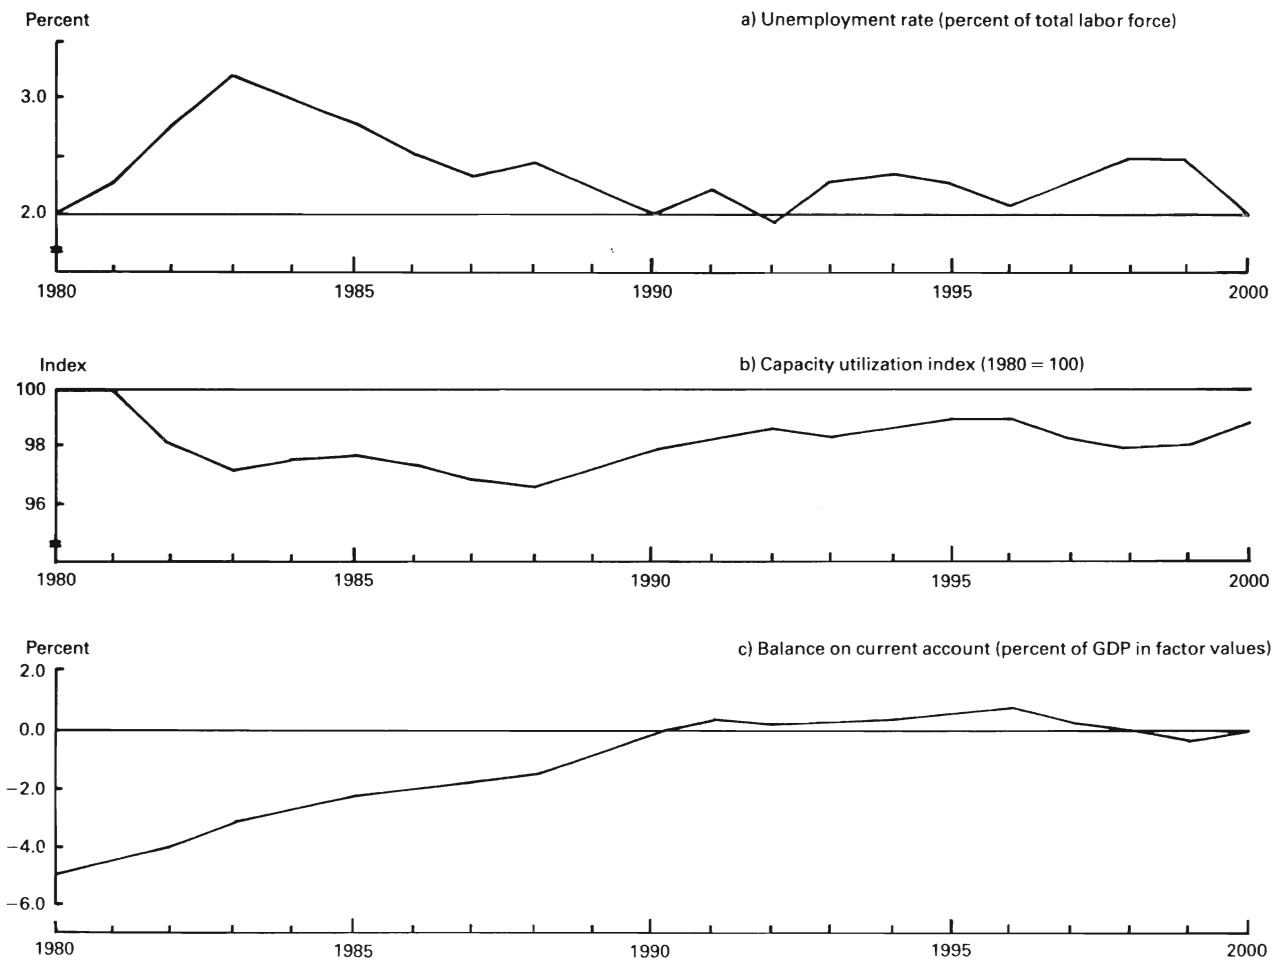 Percent
a) Unemployment rate (percent of total labor force)
3.0
2.0
1980 1985 1990 1995 2000
Index
b) Capacity utilization index (1980 = 100)
100
98
96
1980 1985 1990 1995 2000
Percent
c) Balance on current account (percent of GDP in factor values)
2.0
0.0
−2.0
−4.0
−6.0
1980 1985 1990 1995 2000